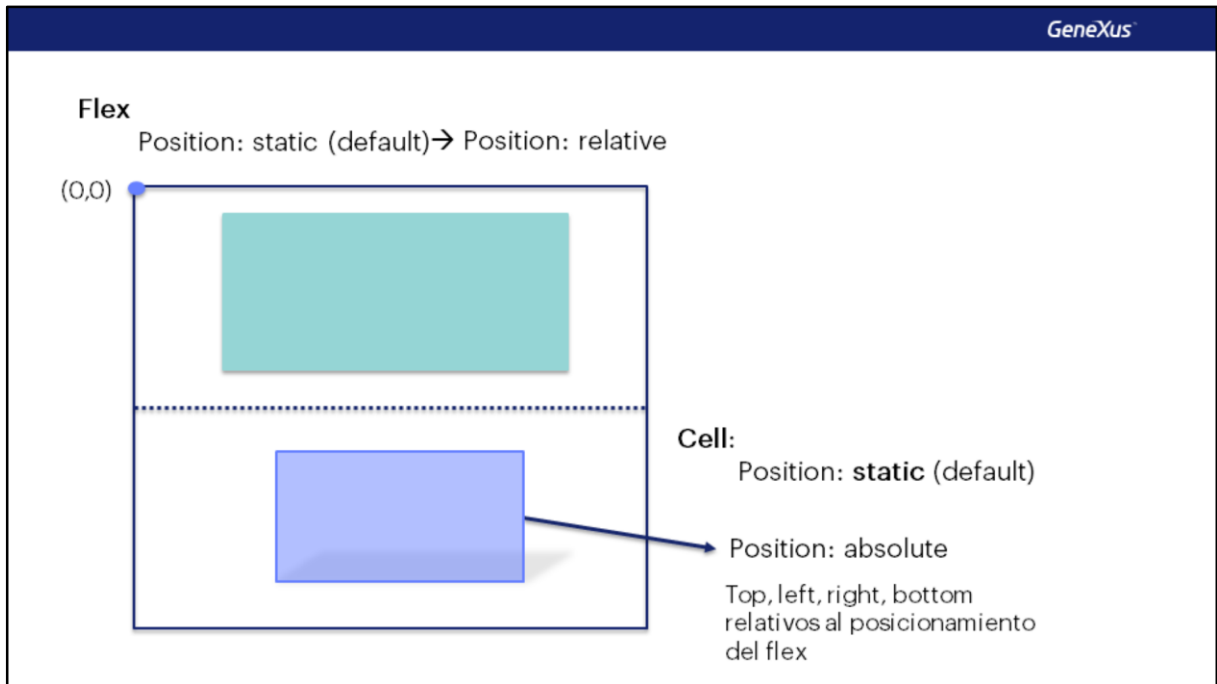 GeneXus™
Flex
Position: static (default)→ Position: relative
(0,0)
Cell:
Position: static (default)
Position: absolute
Top, left, right, bottom
relativos al posicionamiento
del flex